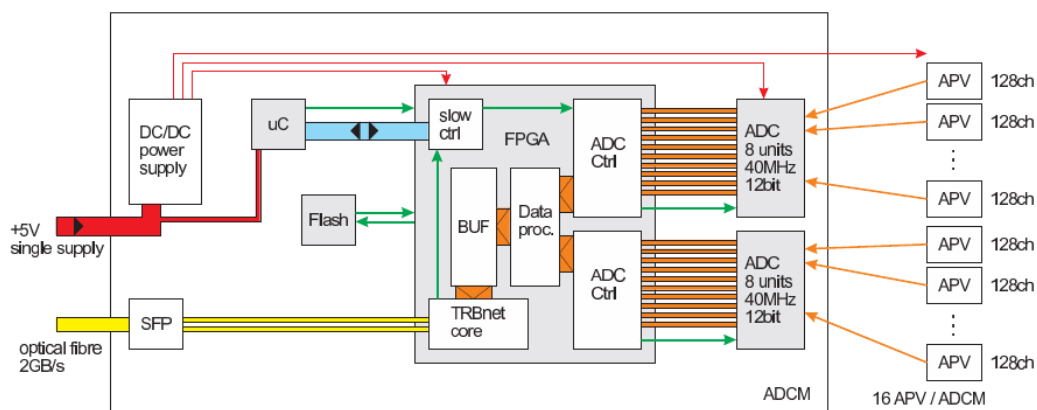 DC/DC
power
supply
uC
slow
ctrl
FPGA
ADC
Ctrl
ADC
8 units
40MHz
12bit
APV
128ch
APV
128ch
⋮
⋮
APV
128ch
Flash
BUF
Data
proc.
+5V
single supply
ADC
Ctrl
ADC
8 units
40MHz
12bit
APV
128ch
APV
128ch
⋮
⋮
APV
128ch
SFP
TRBnet
core
optical fibre
2GB/s
ADCM
16 APV / ADCM